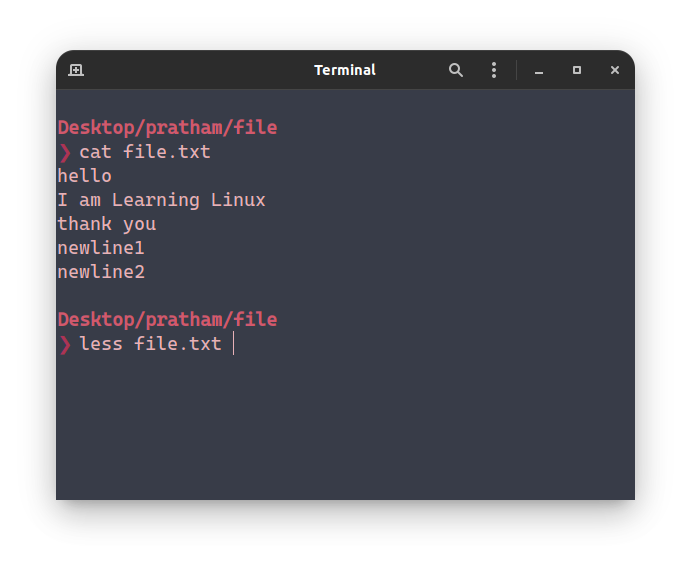 Terminal
Desktop/pratham/file
❯ cat file.txt
hello
I am Learning Linux
thank you
newline1
newline2
Desktop/pratham/file
❯ less file.txt